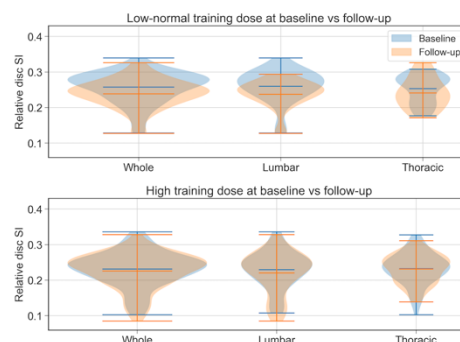 Low-normal training dose at baseline vs follow-up
Relative disc SI
0.4
0.3
0.2
0.1
Baseline
Follow-up
Whole
Lumbar
Thoracic
High training dose at baseline vs follow-up
Relative disc SI
0.4
0.3
0.2
0.1
Whole
Lumbar
Thoracic